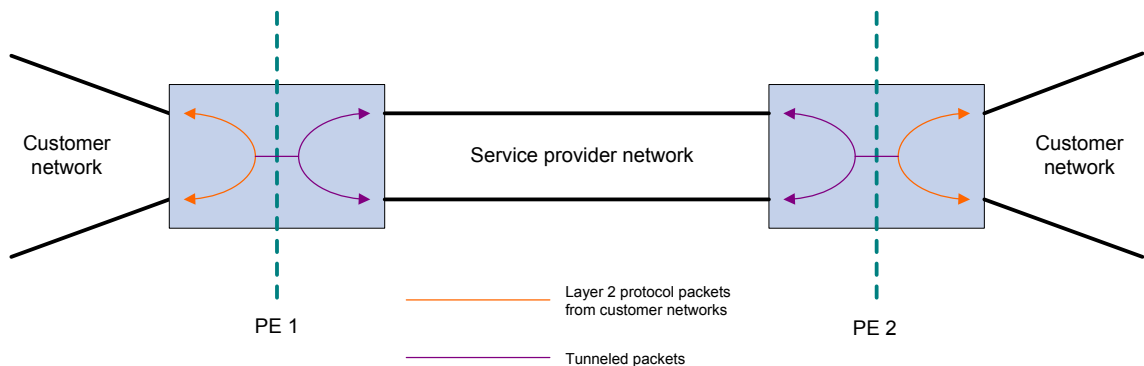 Customer
network
Service provider network
Customer
network
PE 1
Layer 2 protocol packets
from customer networks
PE 2
Tunneled packets